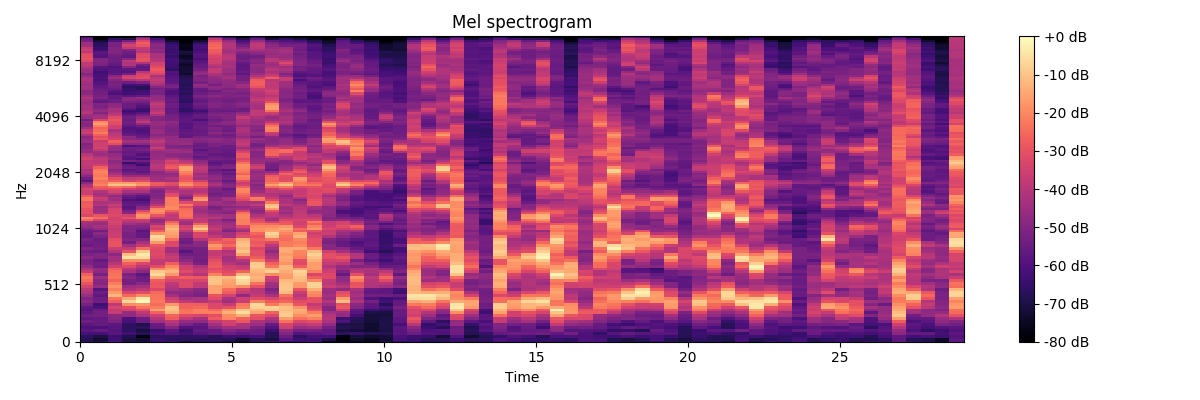 Mel spectrogram
Hz
8192
4096
2048
1024
512
0
0 5 10 15 20 25
Time
+0 dB
-10 dB
-20 dB
-30 dB
-40 dB
-50 dB
-60 dB
-70 dB
-80 dB